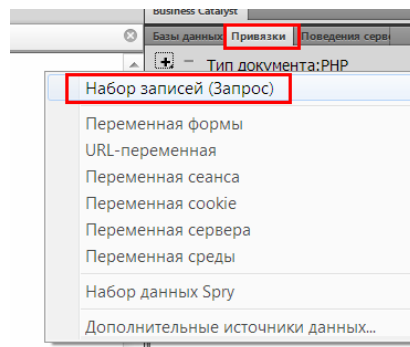 Business Catalyst
Базы данных Привязки Поведения серве
Тип документа:PHP
Набор записей (Запрос)
Переменная формы
URL-переменная
Переменная сеанса
Переменная cookie
Переменная сервера
Переменная среды
Набор данных Spry
Дополнительные источники данных...